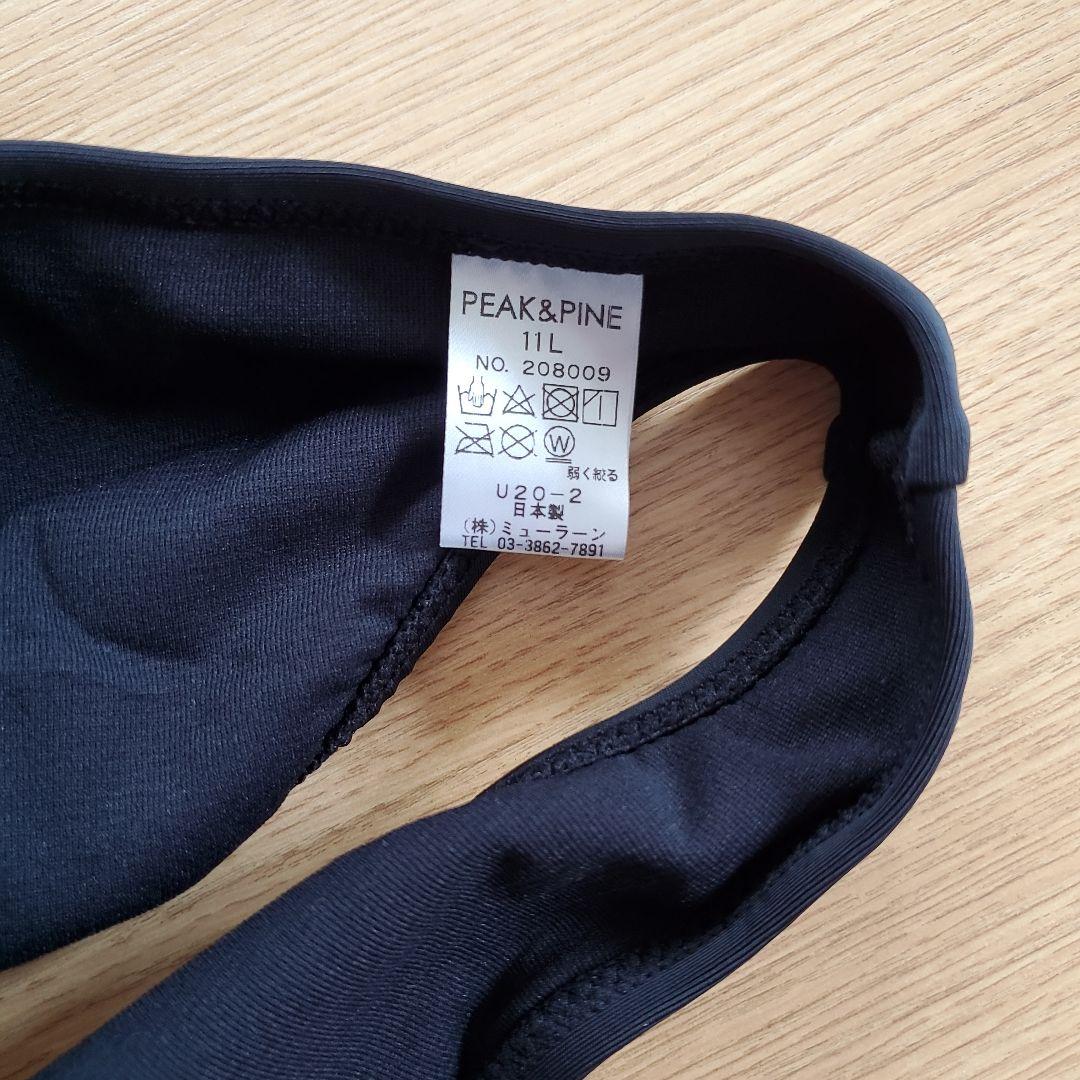 PEAK&PINE
11L
NO. 208009
W
弱く絞る
U20-2
日本製
(株)ミューラーン
TEL 03-3862-7891